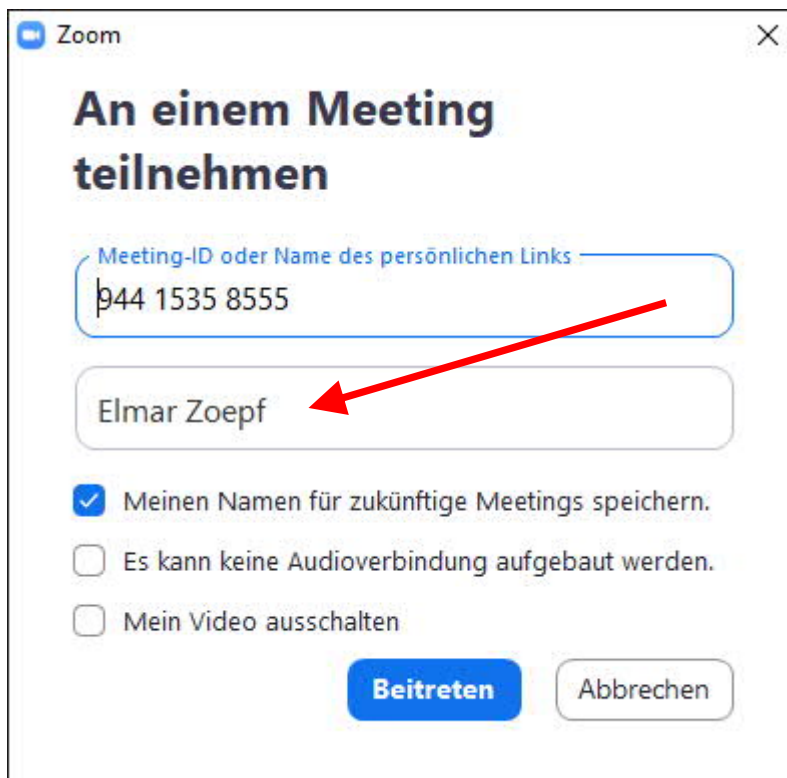 Zoom
An einem Meeting
teilnehmen
Meeting-ID oder Name des persönlichen Links
944 1535 8555
Elmar Zoepf
Meinen Namen für zukünftige Meetings speichern.
Es kann keine Audioverbindung aufgebaut werden.
Mein Video ausschalten
Beitreten Abbrechen